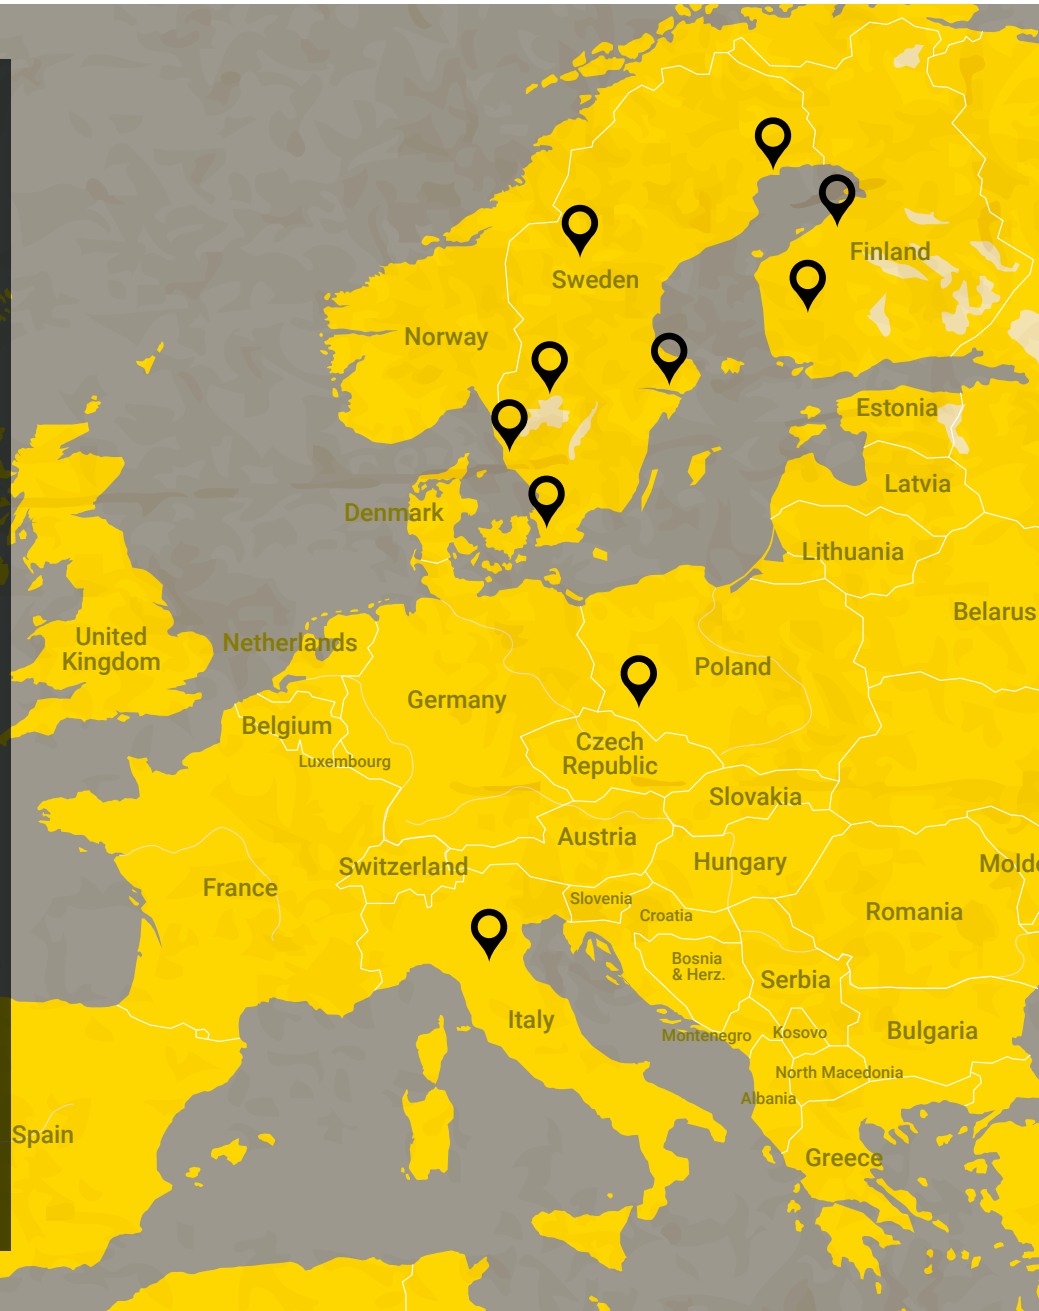 Finland
Sweden
Norway
Estonia
Latvia
Denmark
Lithuania
Belarus
United
Kingdom
Netherlands
Poland
Germany
Belgium
Czech
Republic
Luxembourg
Slovakia
Austria
Switzerland
Hungary
Mold
France
Slovenia
Croatia
Romania
Bosnia
& Herz.
Serbia
Italy
Montenegro
Kosovo
Bulgaria
North Macedonia
Albania
Spain
Greece